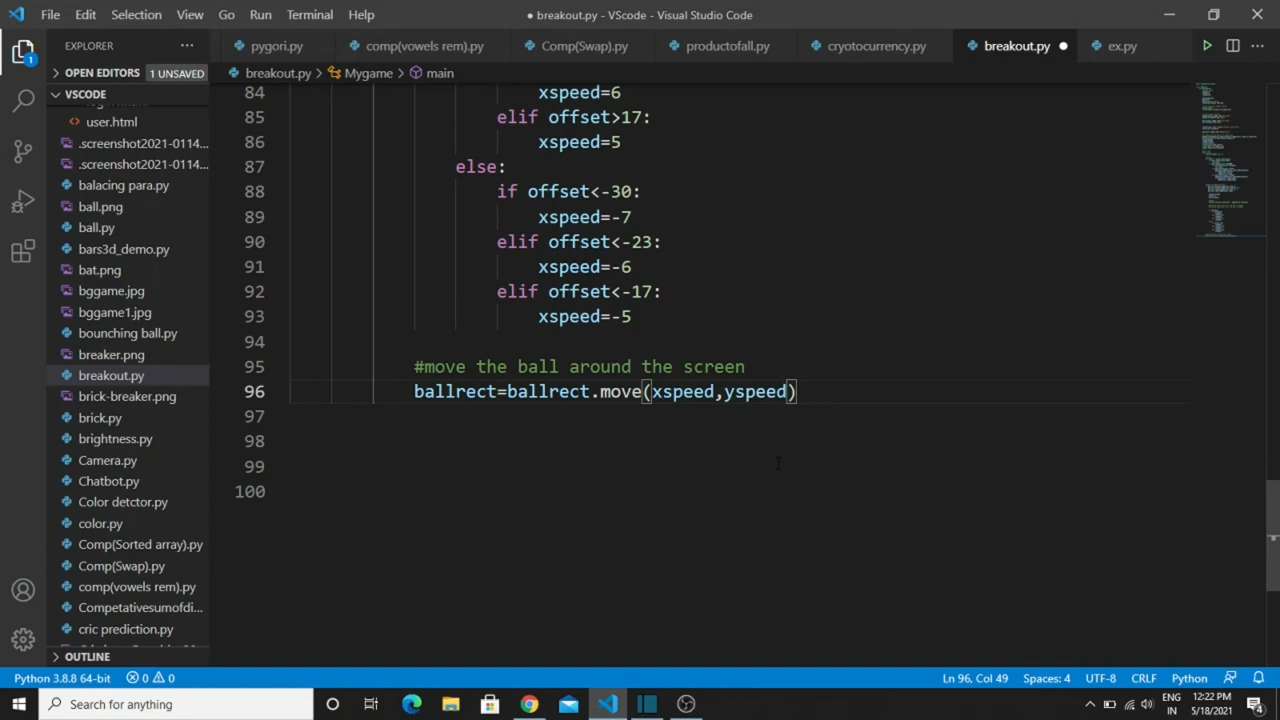 File Edit Selection View Go Run Terminal Help
● breakout.py - VScode - Visual Studio Code
EXPLORER
OPEN EDITORS 1 UNSAVED
VSCODE
user.html
.screenshot2021-0114...
.screenshot2021-0114...
balacing para.py
ball.png
ball.py
bars3d_demo.py
bat.png
bggame.jpg
bggame1.jpg
bounching ball.py
breaker.png
breakout.py
brick-breaker.png
brick.py
brightness.py
Camera.py
Chatbot.py
Color detctor.py
color.py
Comp(Sorted array).py
Comp(Swap).py
comp(vowels rem).py
Competativesumofdi...
cric prediction.py
OUTLINE
pygori.py comp(vowels rem).py Comp(Swap).py productofall.py cryotocurrency.py breakout.py ● ex.py
breakout.py > Mygame > main
84 xspeed=6
85 elif offset>17:
86 xspeed=5
87 else:
88 if offset<-30:
89 xspeed=-7
90 elif offset<-23:
91 xspeed=-6
92 elif offset<-17:
93 xspeed=-5
94
95 #move the ball around the screen
96 ballrect=ballrect.move(xspeed,yspeed)
97
98
99
100
Python 3.8.8 64-bit 0 0 Ln 96, Col 49 Spaces: 4 UTF-8 CRLF Python
Type here to search
ENG
IN
12:22 PM
5/18/2021
4
1